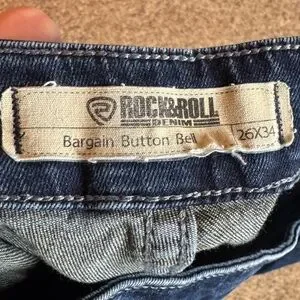 ROCK&ROLL
DENIM
Bargain Button Bel
26X34